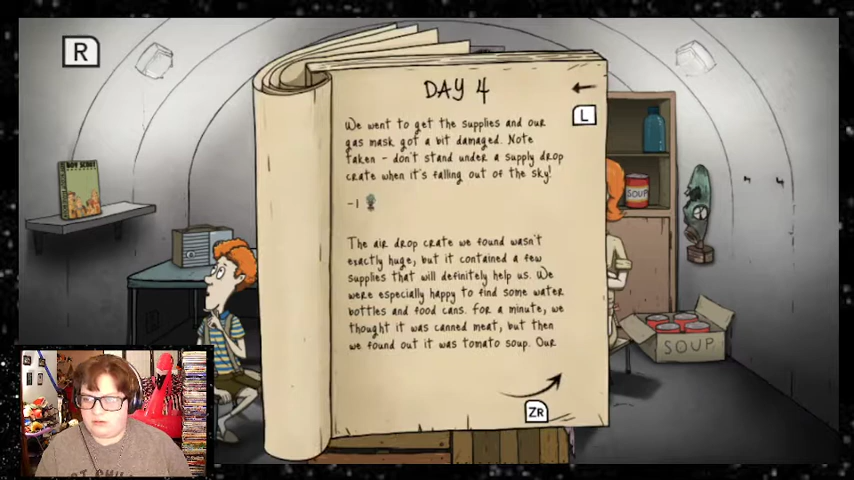 R
DAY 4
L
We went to get the supplies and our
gas mask got a bit damaged. Note
taken - don't stand under a supply drop
crate when it's falling out of the sky!
-1
The air drop crate we found wasn't
exactly huge, but it contained a few
supplies that will definitely help us. We
were especially happy to find some water
bottles and food cans. For a minute, we
thought it was canned meat, but then
we found out it was tomato soup. Our
ZR
BOY SCOUT
SOUP
SOUP